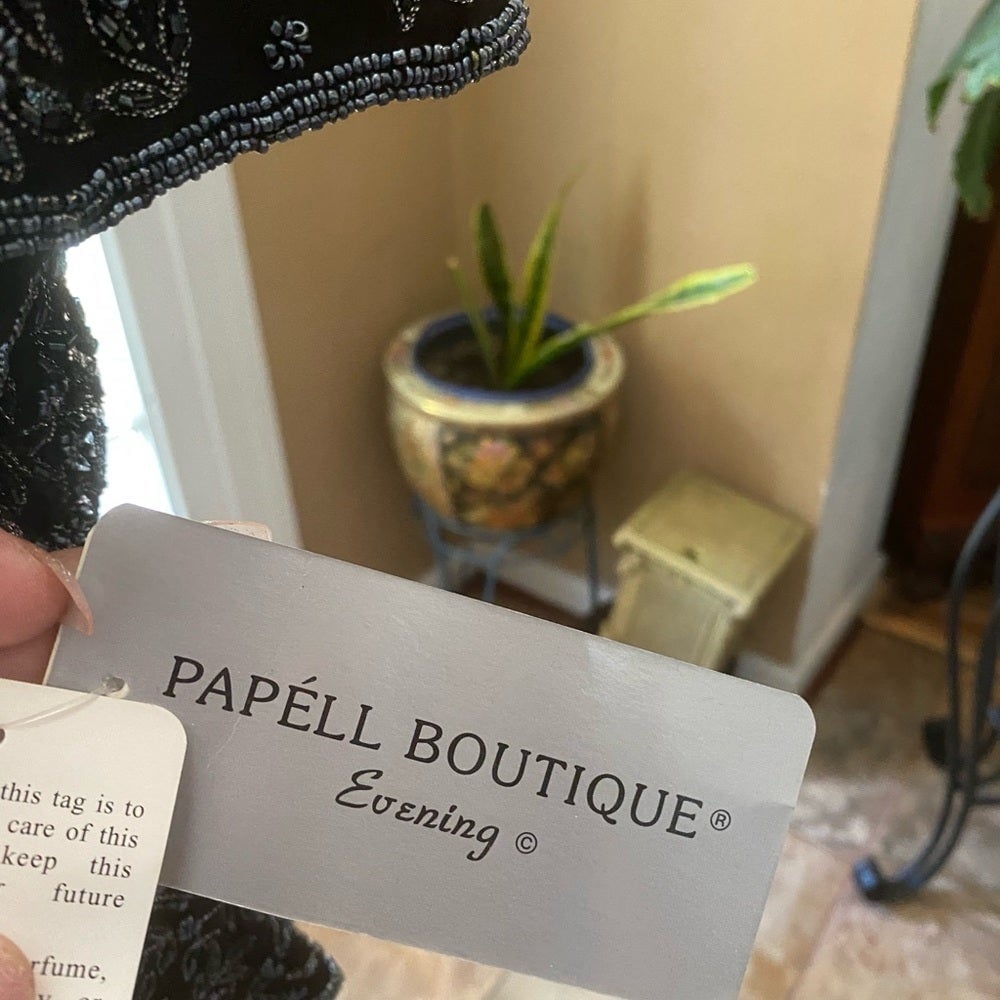 PAPÉLL BOUTIQUE®
Evening ©
this tag is to
care of this
keep this
future
rfume,